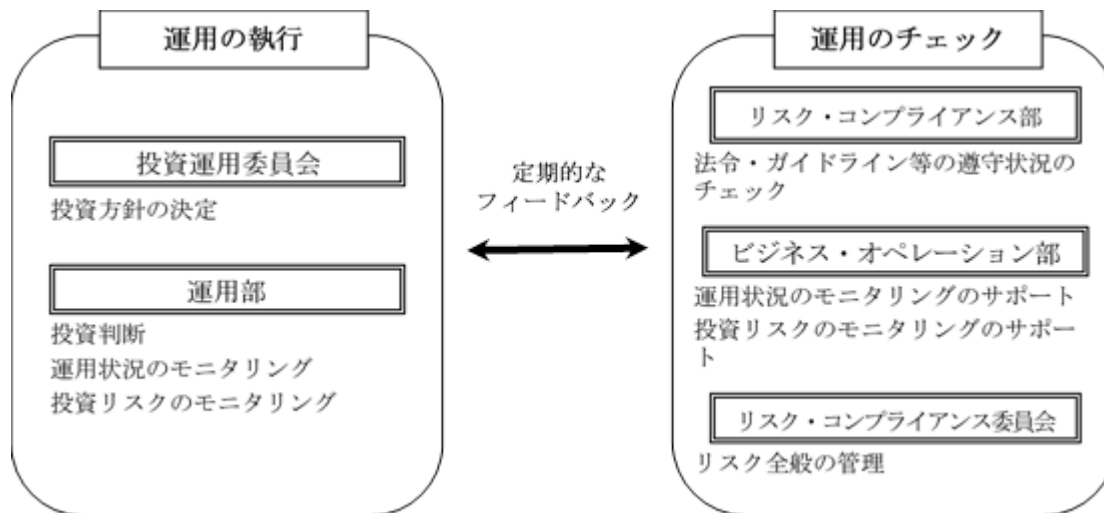 運用の執行
投資運用委員会
投資方針の決定
運用部
投資判断
運用状況のモニタリング
投資リスクのモニタリング
定期的な
フィードバック
運用のチェック
リスク・コンプライアンス部
法令・ガイドライン等の遵守状況の
チェック
ビジネス・オペレーション部
運用状況のモニタリングのサポート
投資リスクのモニタリングのサポー
ト
リスク・コンプライアンス委員会
リスク全般の管理